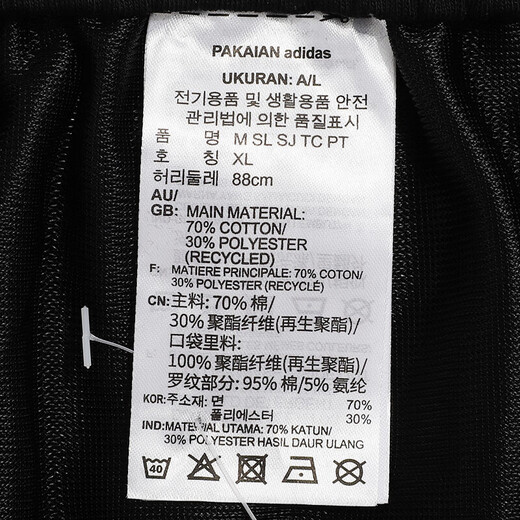 PAKAIAN adidas
UKURAN: A/L
전기용품 및 생활용품 안전
관리법에 의한 품질표시
품 명 M SL SJ TC PT
호 칭 XL
허리둘레 88cm
AU/
GB: MAIN MATERIAL:
70% COTTON/
30% POLYESTER
(RECYCLED)
F: MATIERE PRINCIPALE: 70% COTON/
30% POLYESTER (RECYCLÉ)
CN: 主料: 70% 棉/
30% 聚酯纤维(再生聚酯)/
口袋里料:
100% 聚酯纤维(再生聚酯)/
罗纹部分: 95% 棉/5% 氨纶
KOR: 주소재: 면 70%
폴리에스터 30%
IND: MATERIAL UTAMA: 70% KATUN/
30% POLYESTER HASIL DAUR ULANG
40